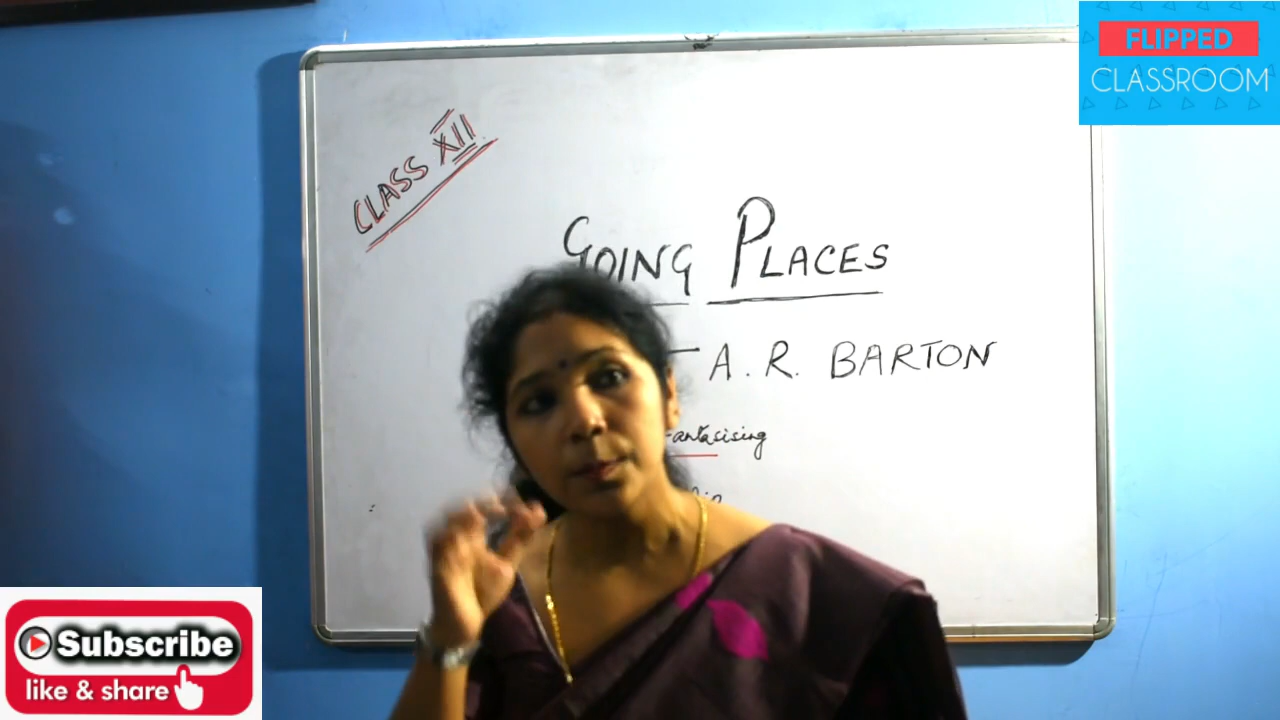 FLIPPED
CLASSROOM
CLASS XII
GOING PLACES
A. R. BARTON
Subscribe
like & share